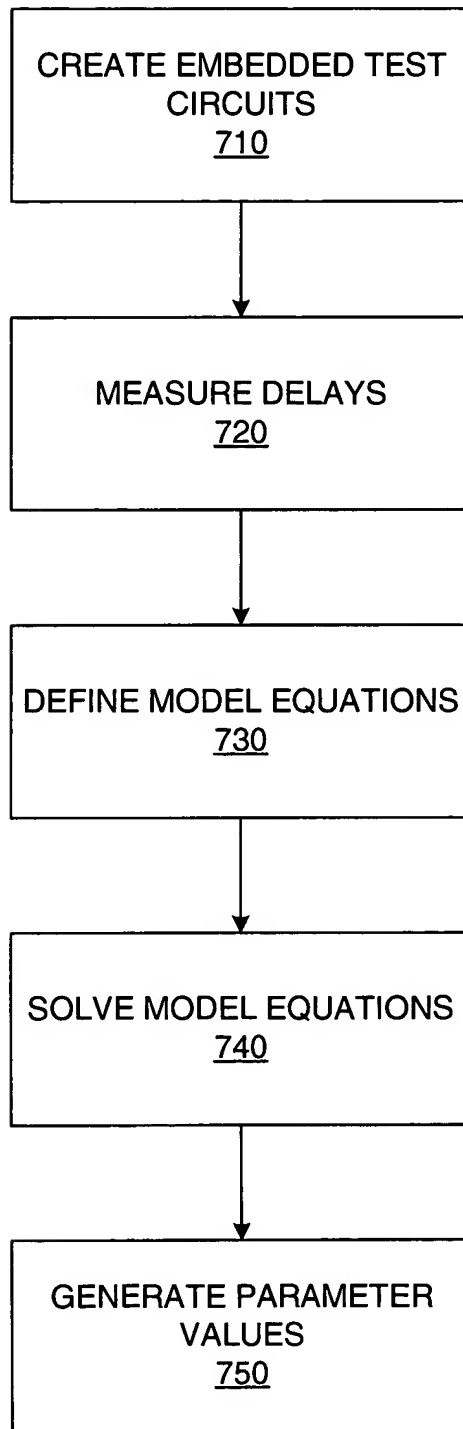 CREATE EMBEDDED TEST
CIRCUITS
710
MEASURE DELAYS
720
DEFINE MODEL EQUATIONS
730
SOLVE MODEL EQUATIONS
740
GENERATE PARAMETER
VALUES
750